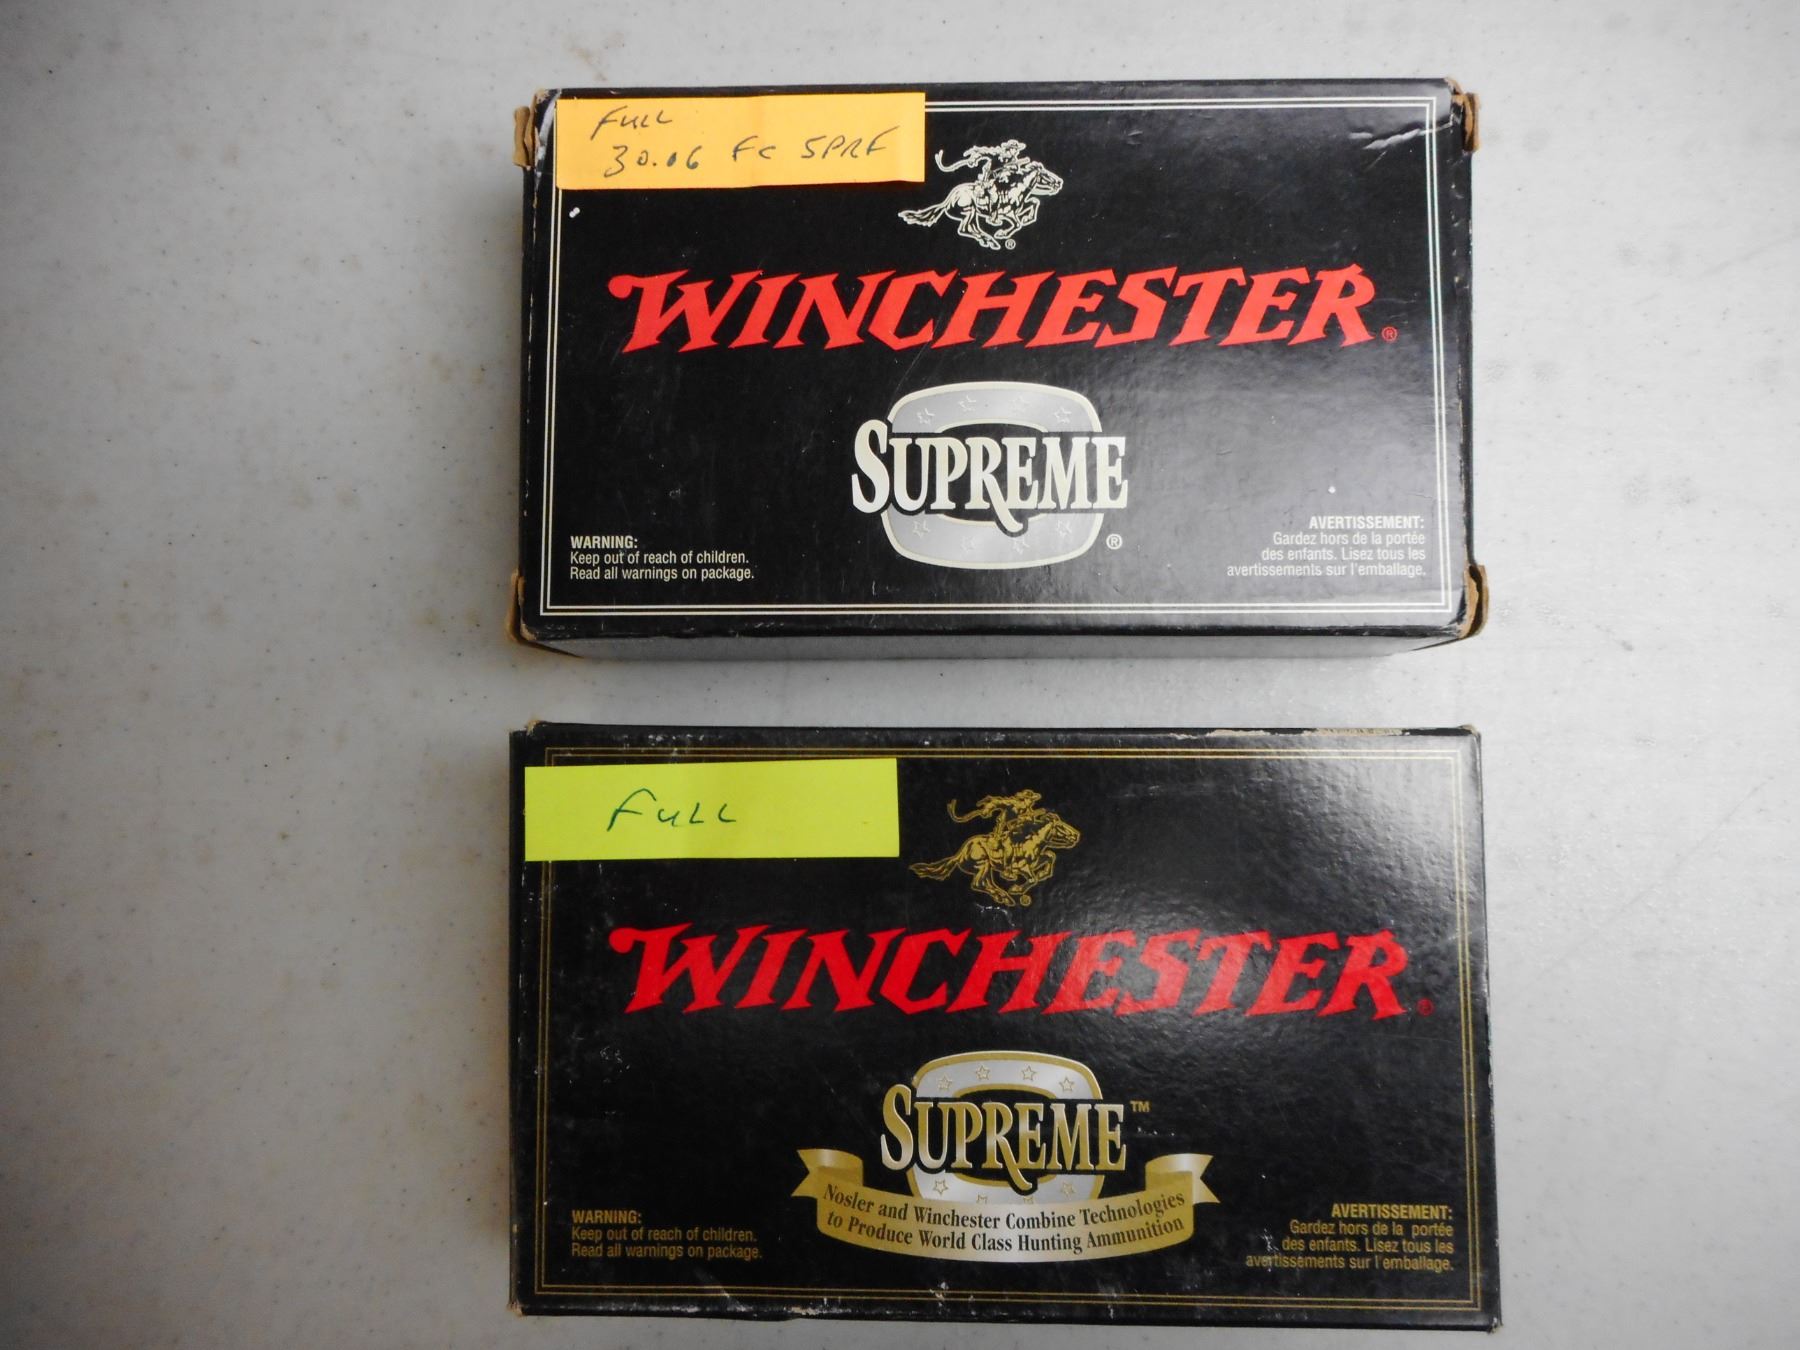 FULL
30.06 FC SPRF
WINCHESTER®
SUPREME®
WARNING:
Keep out of reach of children.
Read all warnings on package.
AVERTISSEMENT:
Gardez hors de la portée
des enfants. Lisez tous les
avertissements sur l'emballage.
FULL
WINCHESTER®
SUPREME™
Nosler and Winchester Combine Technologies
to Produce World Class Hunting Ammunition
WARNING:
Keep out of reach of children.
Read all warnings on package.
AVERTISSEMENT:
Gardez hors de la portée
des enfants. Lisez tous les
avertissements sur l'emballage.